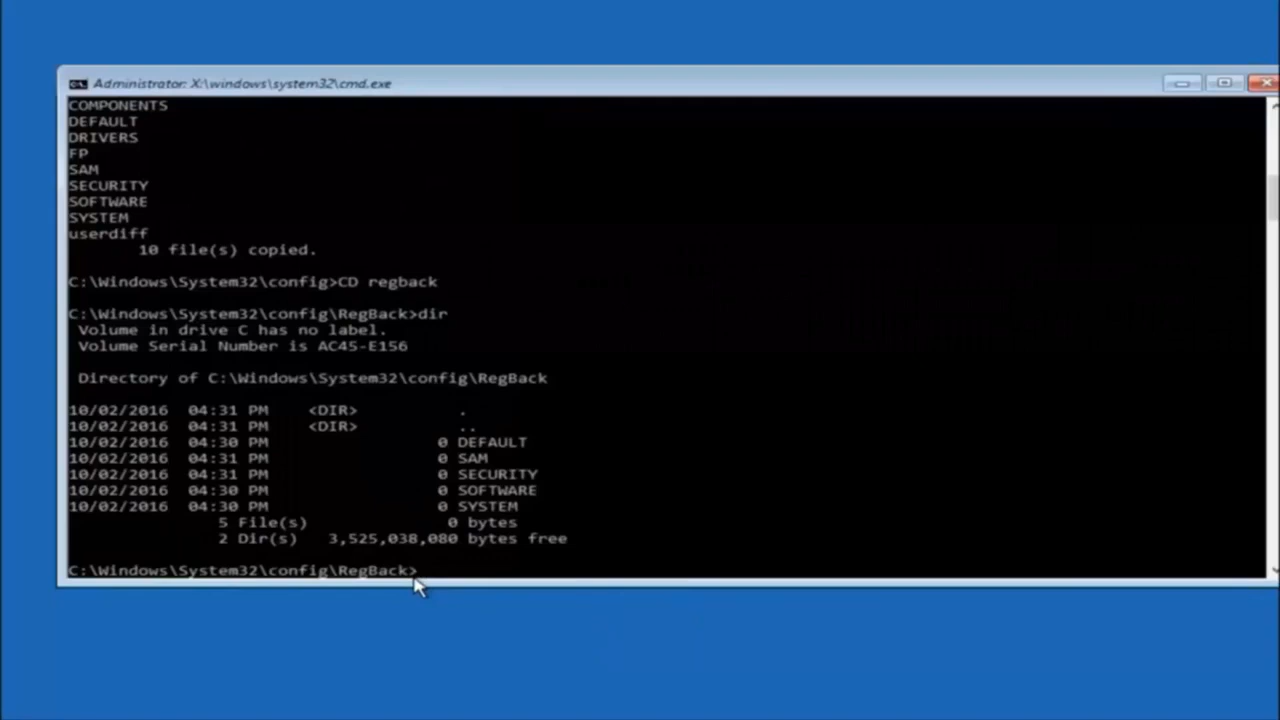 Administrator: X:\windows\system32\cmd.exe
COMPONENTS
DEFAULT
DRIVERS
FP
SAM
SECURITY
SOFTWARE
SYSTEM
userdiff
       10 file(s) copied.
C:\Windows\System32\config>CD regback
C:\Windows\System32\config\RegBack>dir
 Volume in drive C has no label.
 Volume Serial Number is AC45-E156
 Directory of C:\Windows\System32\config\RegBack
10/02/2016  04:31 PM    <DIR>          .
10/02/2016  04:31 PM    <DIR>          ..
10/02/2016  04:30 PM                 0 DEFAULT
10/02/2016  04:31 PM                 0 SAM
10/02/2016  04:31 PM                 0 SECURITY
10/02/2016  04:30 PM                 0 SOFTWARE
10/02/2016  04:30 PM                 0 SYSTEM
               5 File(s)              0 bytes
               2 Dir(s)   3,525,038,080 bytes free
C:\Windows\System32\config\RegBack>